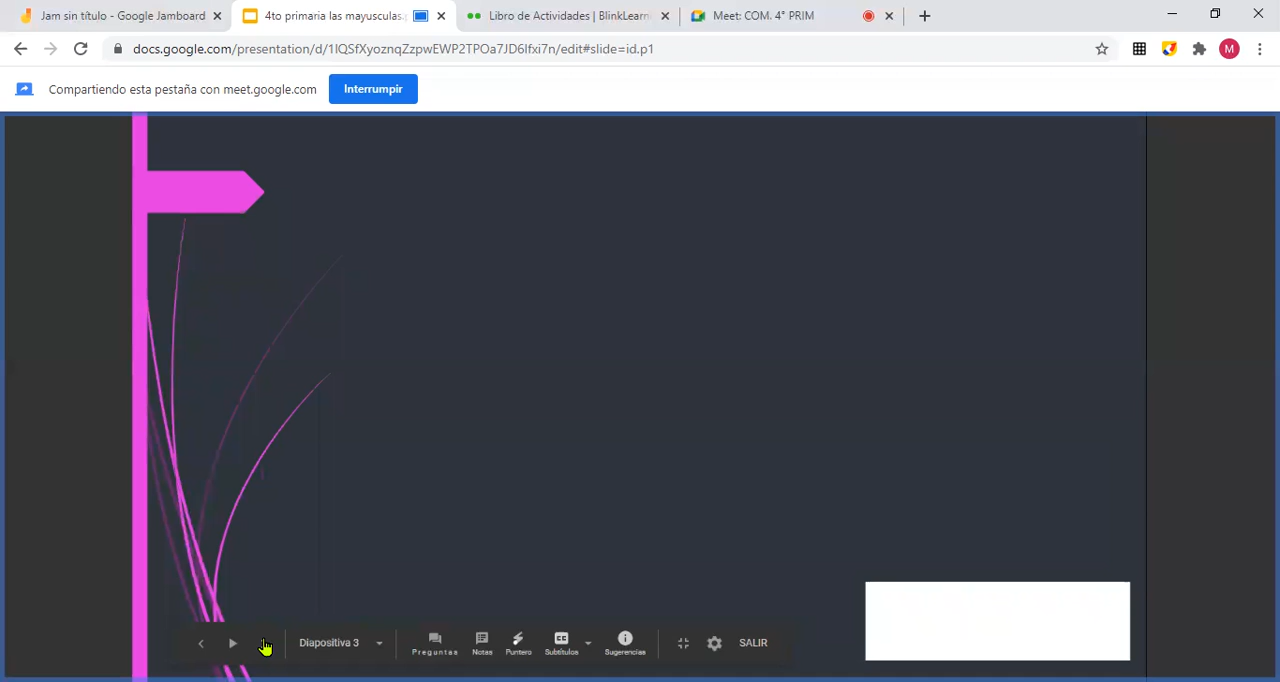 Jam sin título - Google Jamboard
4to primaria las mayusculas.
Libro de Actividades | BlinkLearn
Meet: COM. 4° PRIM
docs.google.com/presentation/d/1IQSfXyoznqZzpwEWP2TPOa7JD6Ifxi7n/edit#slide=id.p1
M
Compartiendo esta pestaña con meet.google.com
Interrumpir
Diapositiva 3
Preguntas
Notas
Puntero
Subtítulos
Sugerencias
SALIR